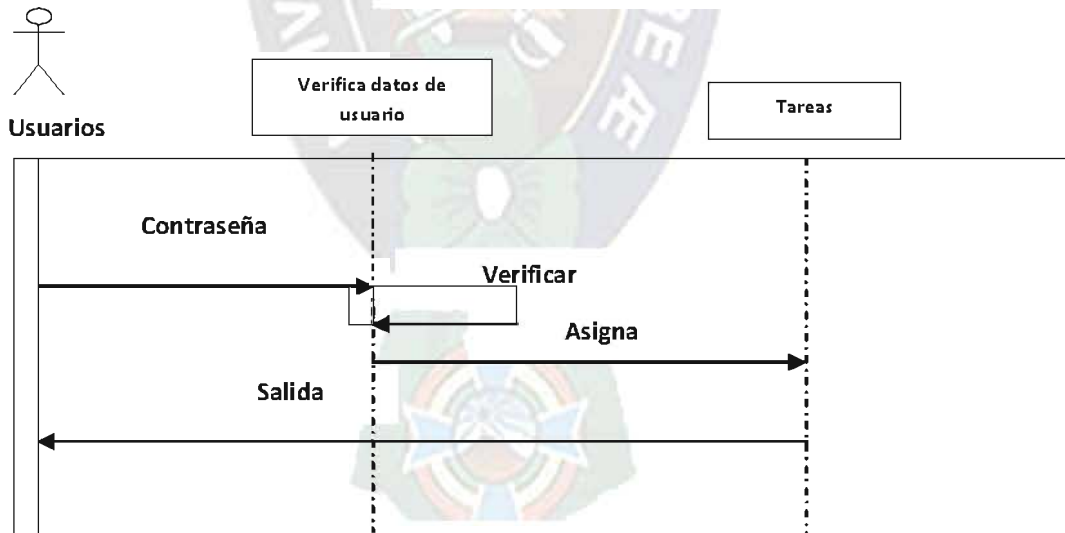 Verifica datos de
usuario
Tareas
Usuarios
Contraseña
Verificar
Asigna
Salida